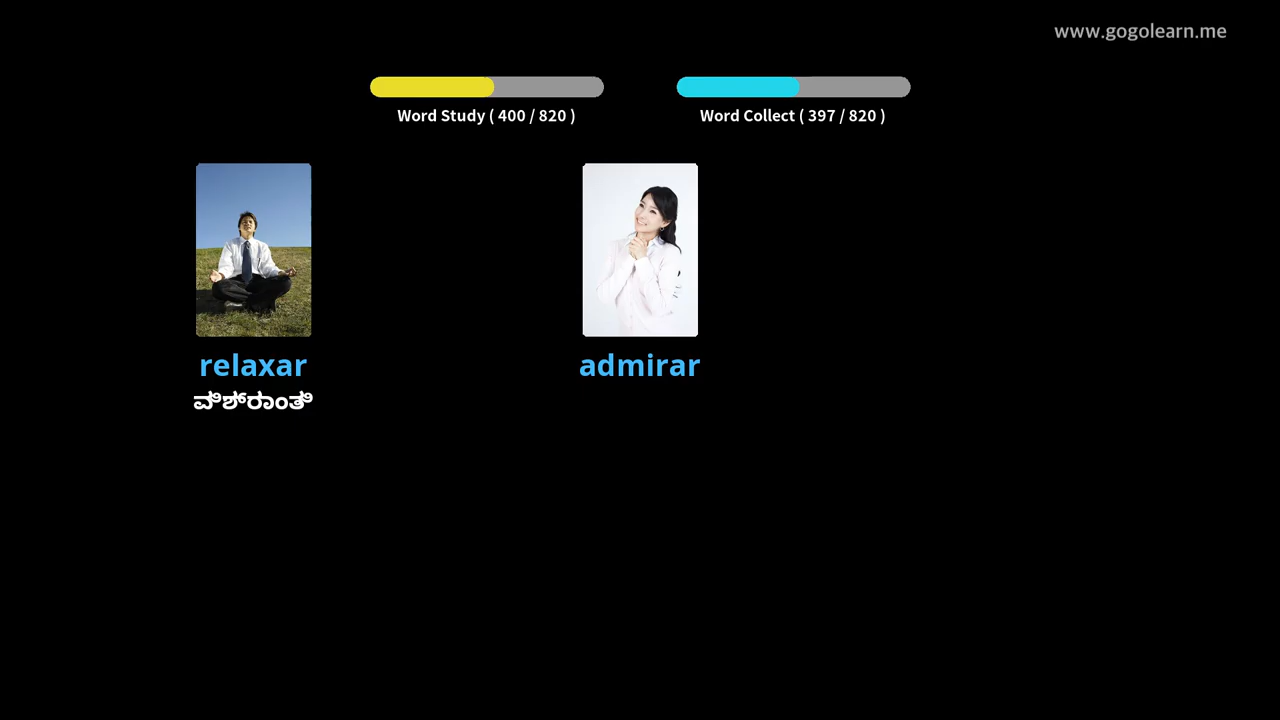 www.gogolearn.me
Word Study ( 400 / 820 )
Word Collect ( 397 / 820 )
relaxar
ವಿಶ್ರಾಂತಿ
admirar